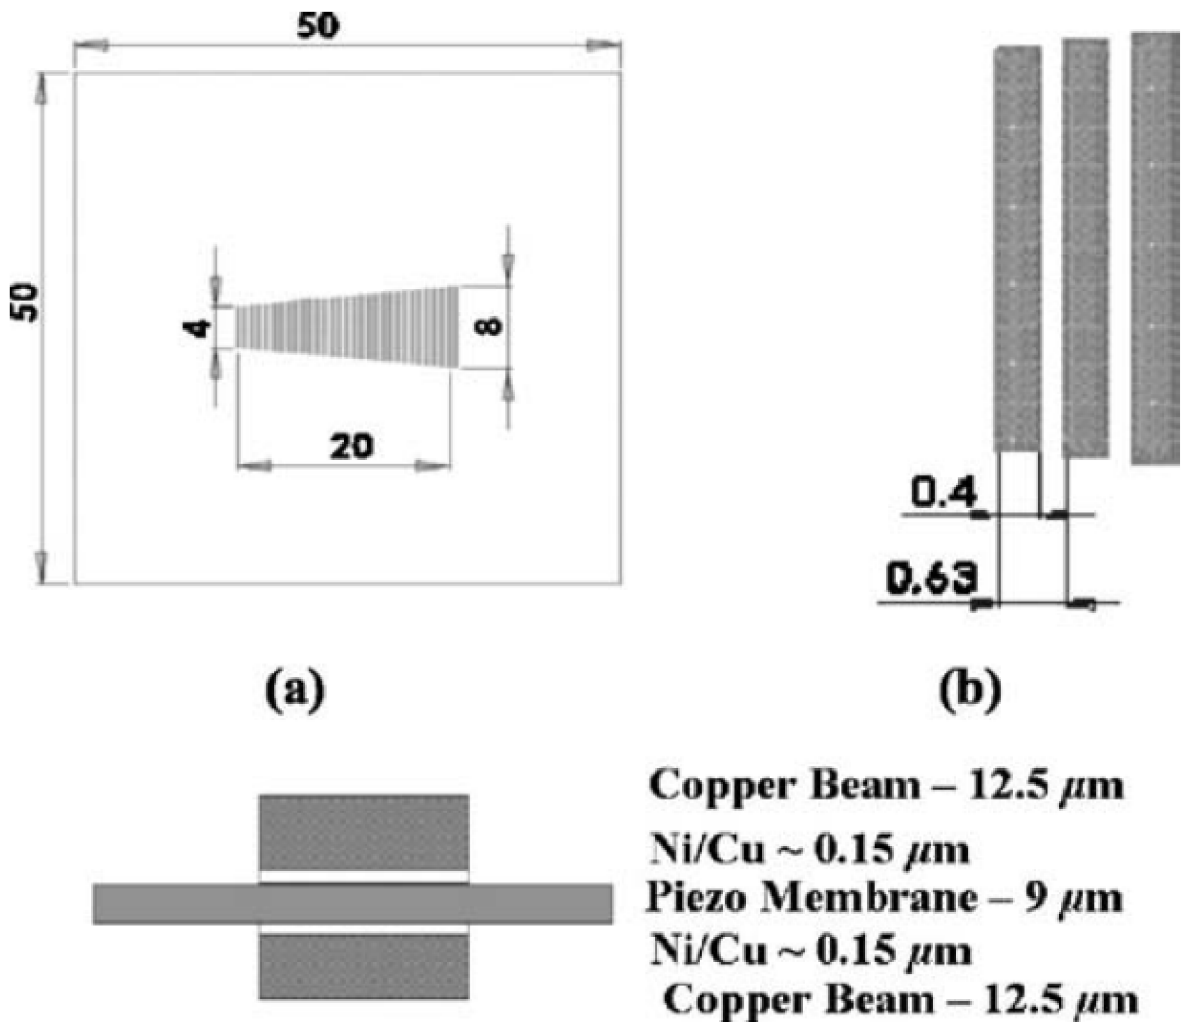 50
50
4
8
20
0.4
0.63
(a)
(b)
Copper Beam – 12.5 μm
Ni/Cu ~ 0.15 μm
Piezo Membrane – 9 μm
Ni/Cu ~ 0.15 μm
Copper Beam – 12.5 μm